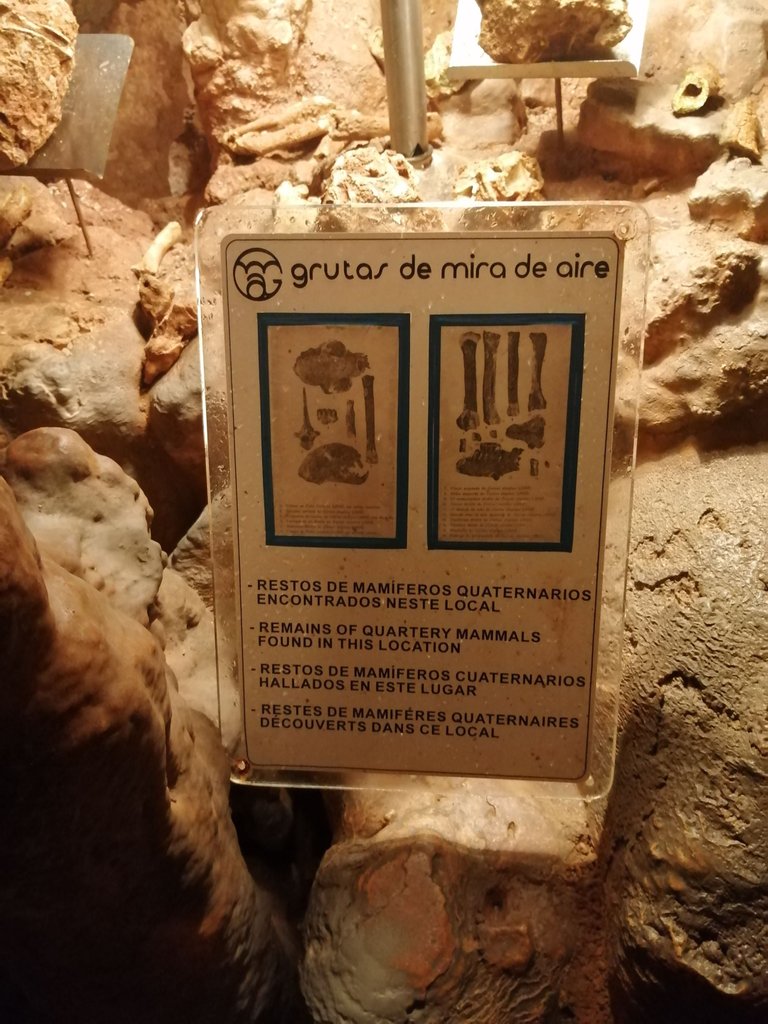 grutas de mira de aire
- RESTOS DE MAMÍFEROS QUATERNARIOS
ENCONTRADOS NESTE LOCAL
- REMAINS OF QUARTERY MAMMALS
FOUND IN THIS LOCATION
- RESTOS DE MAMÍFEROS CUATERNARIOS
HALLADOS EN ESTE LUGAR
- RESTES DE MAMIFÉRES QUATERNAIRES
DÉCOUVERTS DANS CE LOCAL